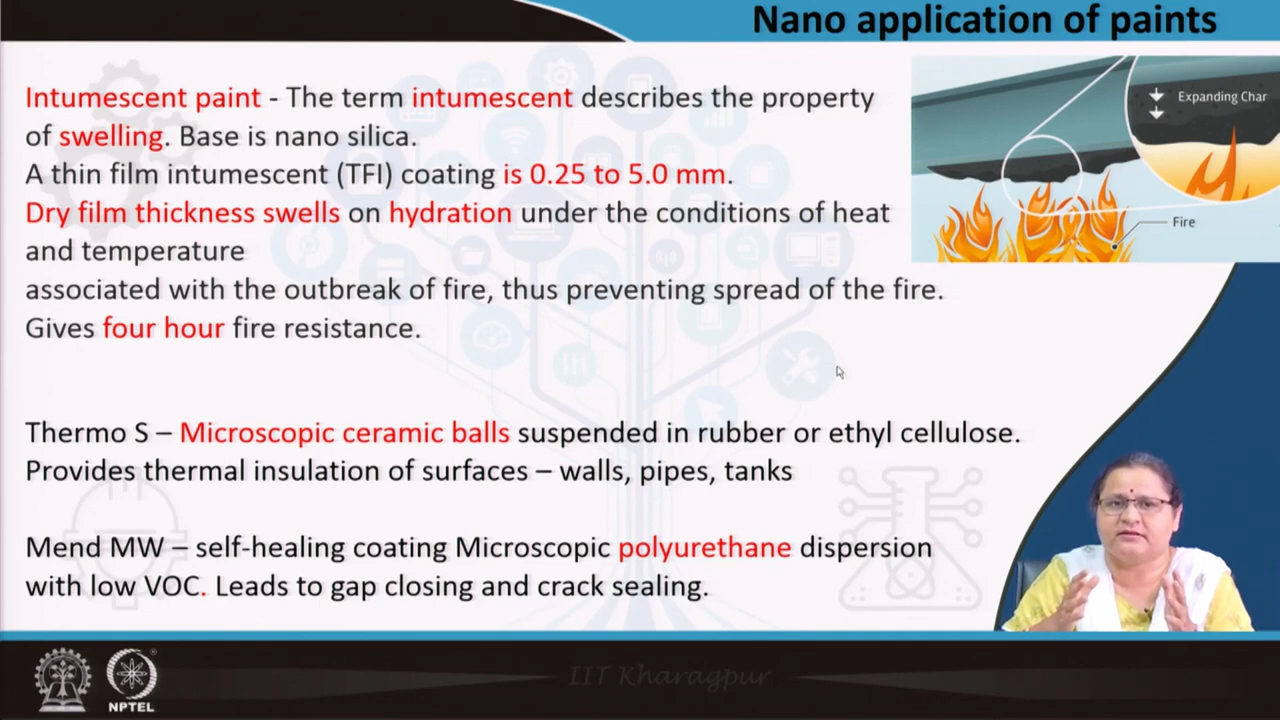 Nano application of paints
Intumescent paint - The term intumescent describes the property
of swelling. Base is nano silica.
A thin film intumescent (TFI) coating is 0.25 to 5.0 mm.
Dry film thickness swells on hydration under the conditions of heat
and temperature
associated with the outbreak of fire, thus preventing spread of the fire.
Gives four hour fire resistance.
Expanding Char
Fire
Thermo S – Microscopic ceramic balls suspended in rubber or ethyl cellulose.
Provides thermal insulation of surfaces – walls, pipes, tanks
Mend MW – self-healing coating Microscopic polyurethane dispersion
with low VOC. Leads to gap closing and crack sealing.
IIT Kharagpur
NPTEL